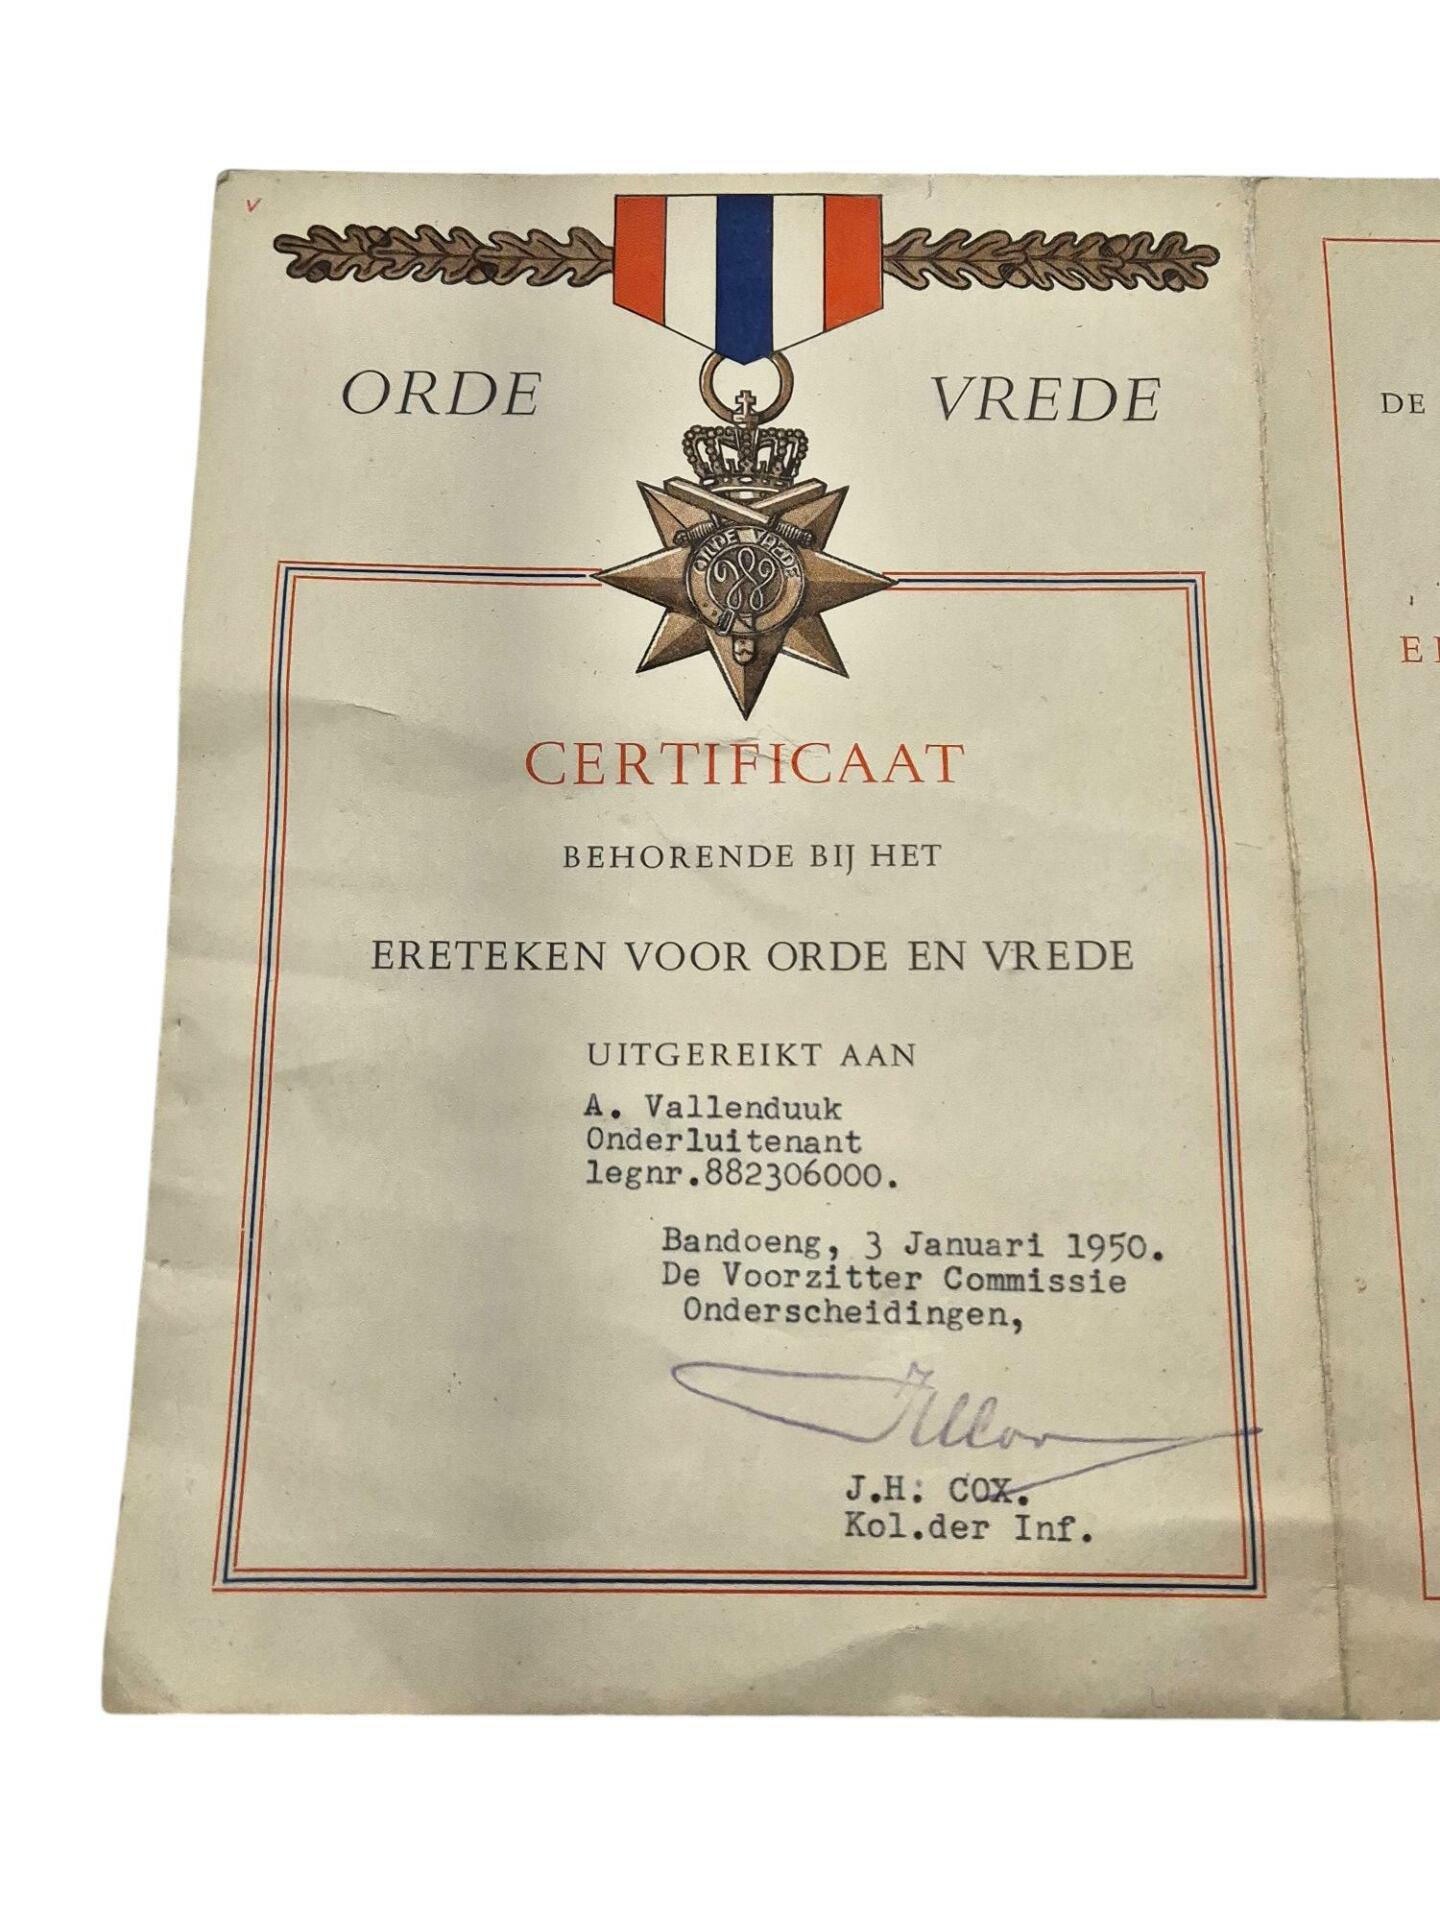 v
ORDE VREDE
ORDE VREDE
CERTIFICAAT
BEHORENDE BIJ HET
ERETEKEN VOOR ORDE EN VREDE
UITGEREIKT AAN
A. Vallenduuk
Onderluitenant
legnr.882306000.
Bandoeng, 3 Januari 1950.
De Voorzitter Commissie
Onderscheidingen,
J.H. COX.
Kol.der Inf.
DE